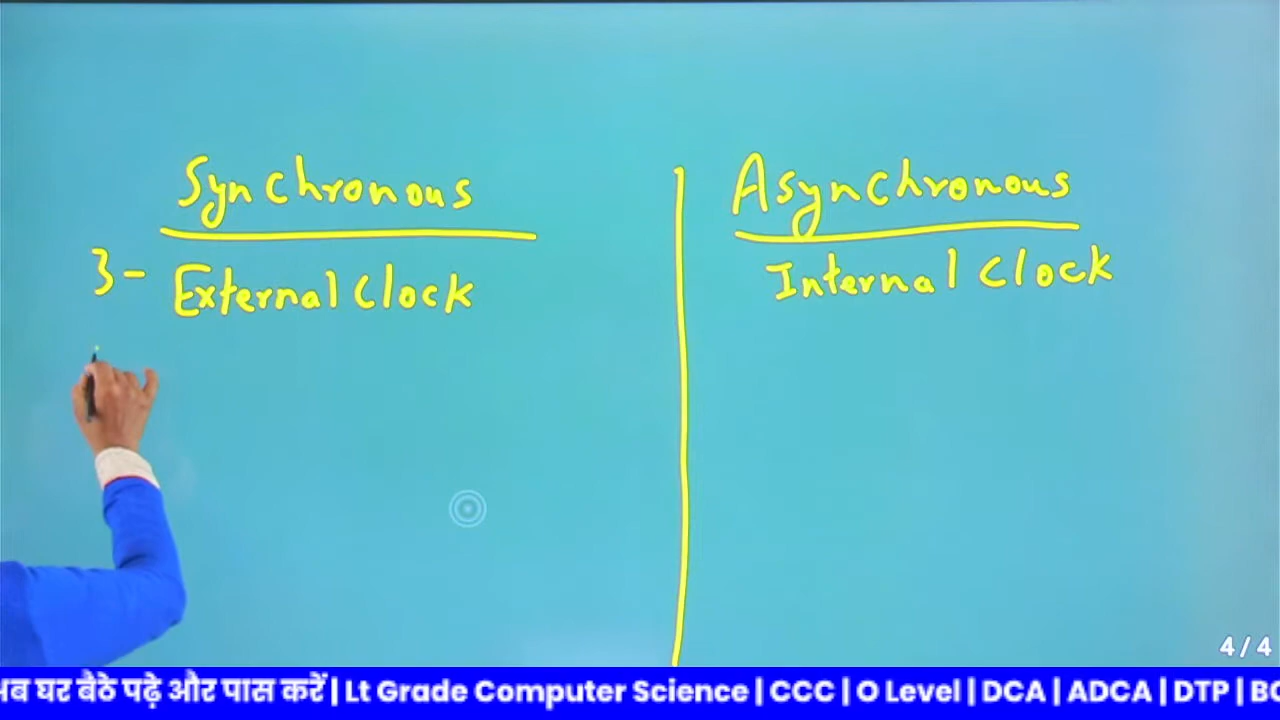 Synchronous
Asynchronous
3- External Clock
Internal Clock
4 / 4
अब घर बैठे पढ़े और पास करें | Lt Grade Computer Science | CCC | O Level | DCA | ADCA | DTP | BC